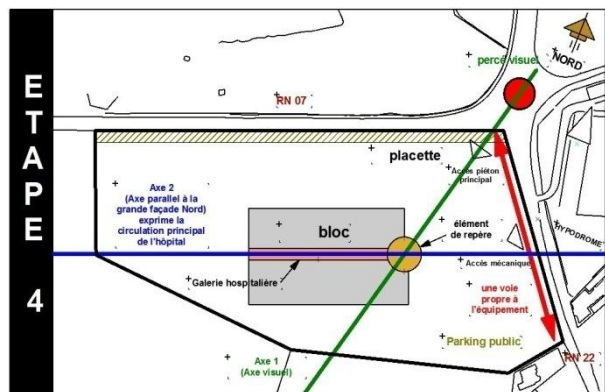 ETAPE 4
NORD
percé visuel
RN 07
placette
Accès piéton
principal
Axe 2
(Axe parallel à la
grande façade Nord)
exprime la
circulation principal
de l'hôpital
bloc
élément
de repère
HYPODROME
Accès mécanique
Galerie hospitalière
une voie
propre à
l'équipement
Parking public
Axe 1
(Axe visuel)
RN 22